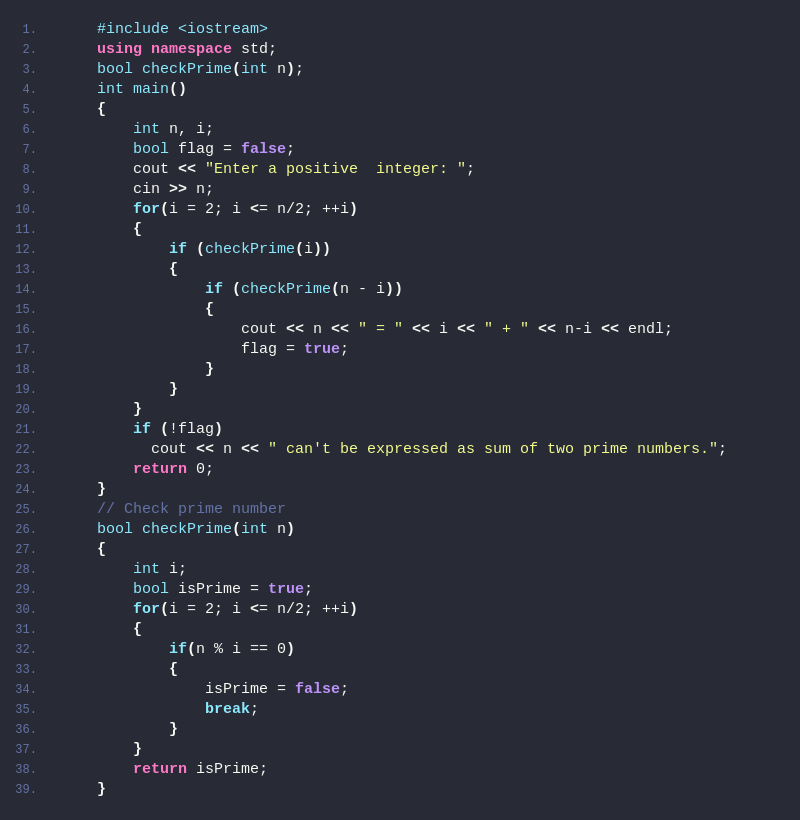 1. #include <iostream>
2. using namespace std;
3. bool checkPrime(int n);
4. int main()
5. {
6.     int n, i;
7.     bool flag = false;
8.     cout << "Enter a positive  integer: ";
9.     cin >> n;
10.     for(i = 2; i <= n/2; ++i)
11.     {
12.         if (checkPrime(i))
13.         {
14.             if (checkPrime(n - i))
15.             {
16.                 cout << n << " = " << i << " + " << n-i << endl;
17.                 flag = true;
18.             }
19.         }
20.     }
21.     if (!flag)
22.       cout << n << " can't be expressed as sum of two prime numbers.";
23.     return 0;
24. }
25. // Check prime number
26. bool checkPrime(int n)
27. {
28.     int i;
29.     bool isPrime = true;
30.     for(i = 2; i <= n/2; ++i)
31.     {
32.         if(n % i == 0)
33.         {
34.             isPrime = false;
35.             break;
36.         }
37.     }
38.     return isPrime;
39. }